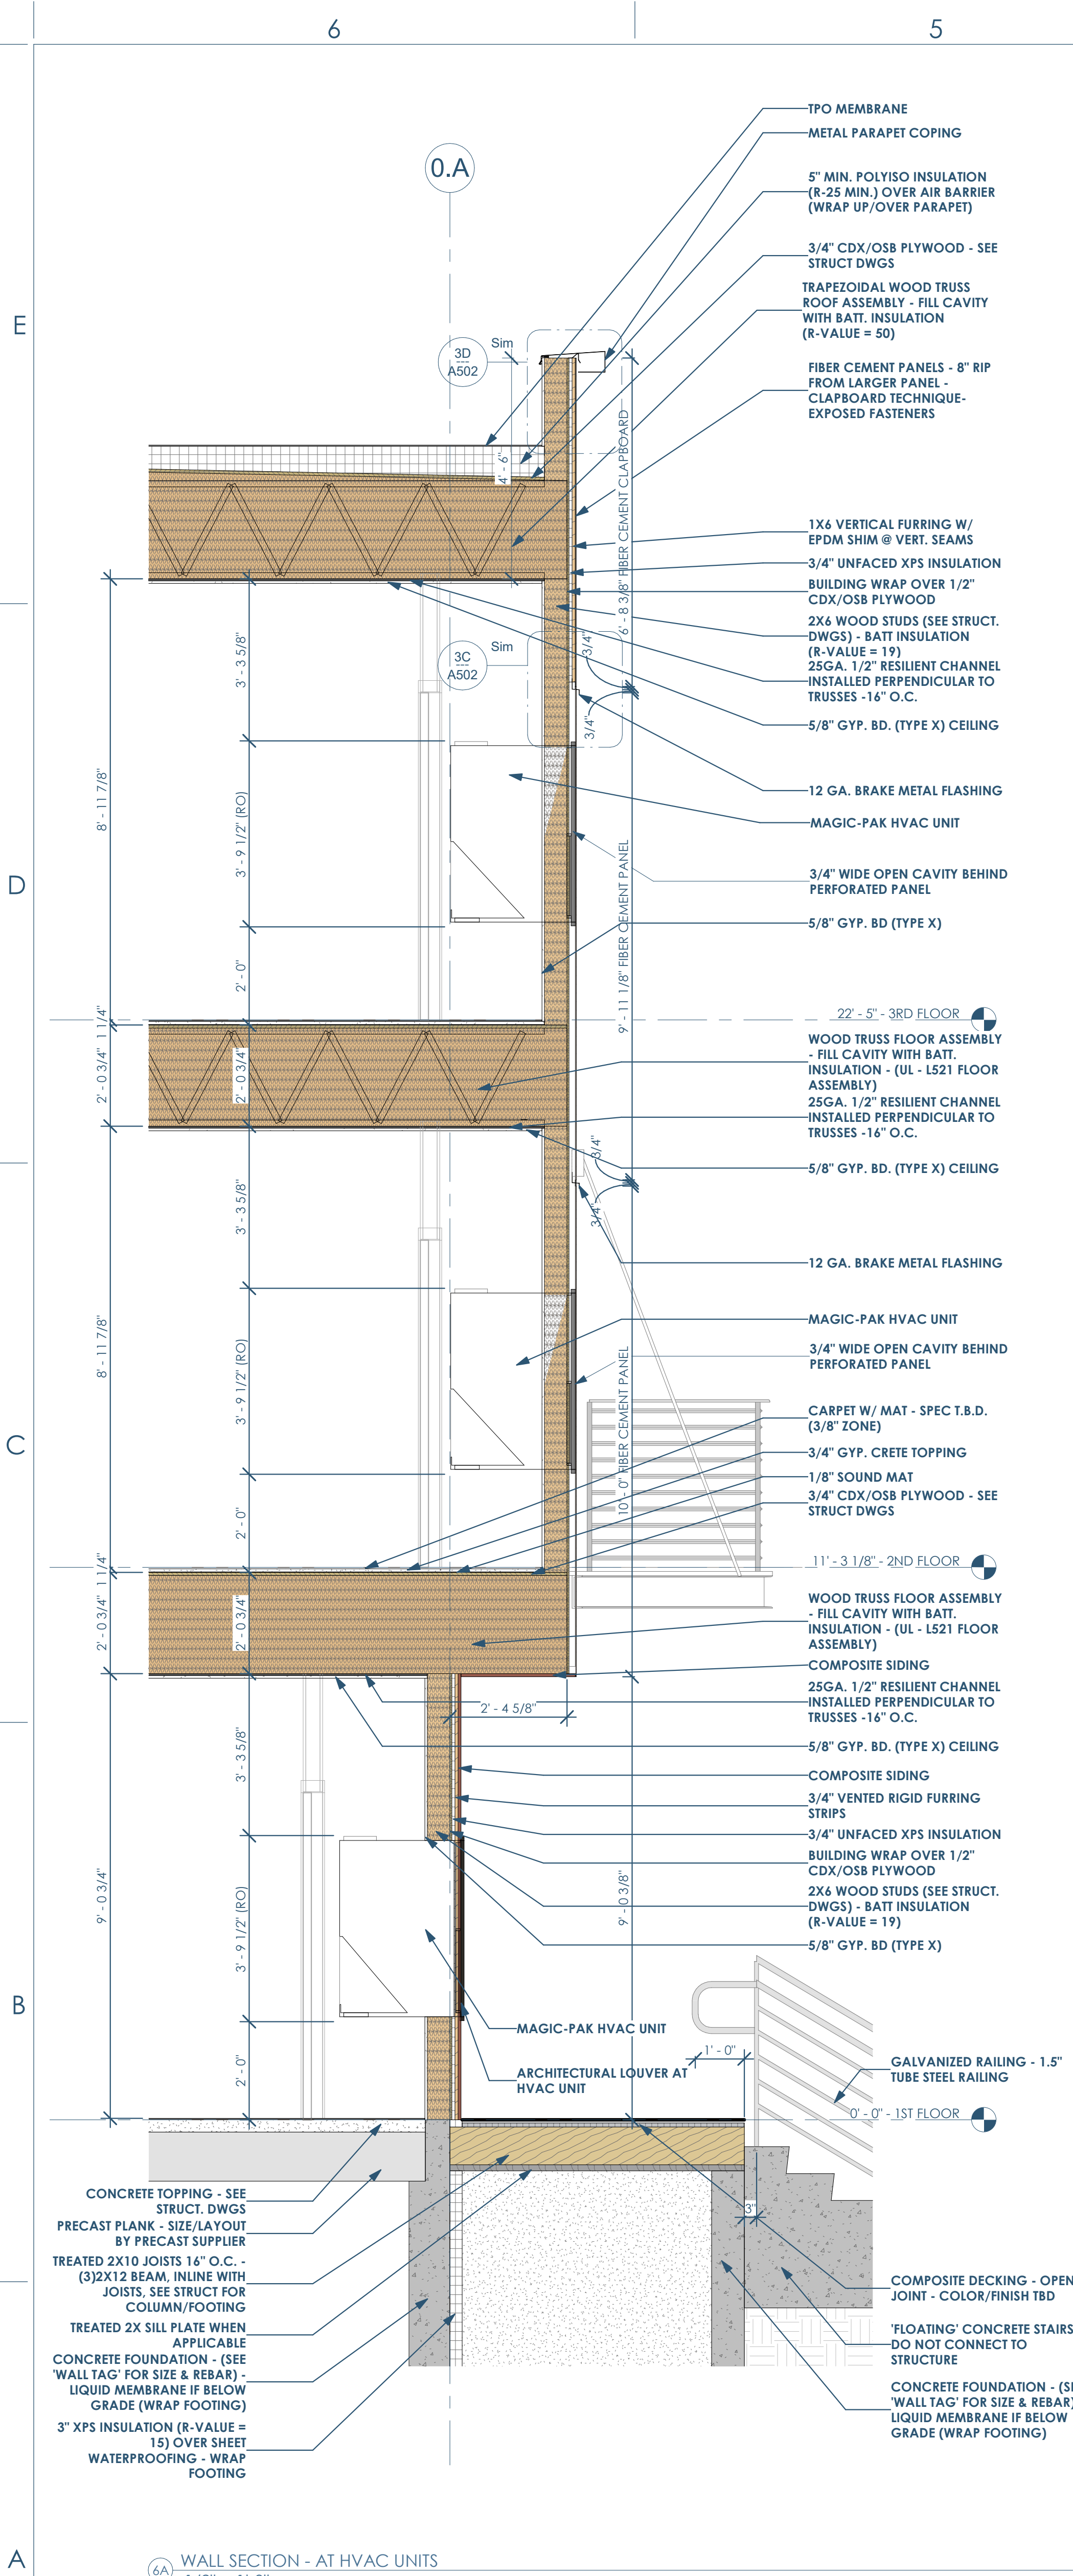 6
5
E
D
C
B
A
0.A
TPO MEMBRANE
METAL PARAPET COPING
5" MIN. POLYISO INSULATION
(R-25 MIN.) OVER AIR BARRIER
(WRAP UP/OVER PARAPET)
3/4" CDX/OSB PLYWOOD - SEE
STRUCT DWGS
TRAPEZOIDAL WOOD TRUSS
ROOF ASSEMBLY - FILL CAVITY
WITH BATT. INSULATION
(R-VALUE = 50)
FIBER CEMENT PANELS - 8" RIP
FROM LARGER PANEL -
CLAPBOARD TECHNIQUE-
EXPOSED FASTENERS
3D
A502
Sim
4' - 6"
6' - 8 3/8" FIBER CEMENT CLAPBOARD
1X6 VERTICAL FURRING W/
EPDM SHIM @ VERT. SEAMS
3/4" UNFACED XPS INSULATION
BUILDING WRAP OVER 1/2"
CDX/OSB PLYWOOD
2X6 WOOD STUDS (SEE STRUCT.
DWGS) - BATT INSULATION
(R-VALUE = 19)
25GA. 1/2" RESILIENT CHANNEL
INSTALLED PERPENDICULAR TO
TRUSSES -16" O.C.
5/8" GYP. BD. (TYPE X) CEILING
3C
A502
Sim
3/4"
3/4"
12 GA. BRAKE METAL FLASHING
MAGIC-PAK HVAC UNIT
3/4" WIDE OPEN CAVITY BEHIND
PERFORATED PANEL
5/8" GYP. BD (TYPE X)
8' - 11 7/8"
3' - 3 5/8"
3' - 9 1/2" (RO)
2' - 0"
9' - 11 1/8" FIBER CEMENT PANEL
22' - 5" - 3RD FLOOR
1 1/4"
2' - 0 3/4"
2' - 0 3/4"
WOOD TRUSS FLOOR ASSEMBLY
- FILL CAVITY WITH BATT.
INSULATION - (UL - L521 FLOOR
ASSEMBLY)
25GA. 1/2" RESILIENT CHANNEL
INSTALLED PERPENDICULAR TO
TRUSSES -16" O.C.
5/8" GYP. BD. (TYPE X) CEILING
3/4"
3/4"
12 GA. BRAKE METAL FLASHING
MAGIC-PAK HVAC UNIT
3/4" WIDE OPEN CAVITY BEHIND
PERFORATED PANEL
8' - 11 7/8"
3' - 3 5/8"
3' - 9 1/2" (RO)
2' - 0"
10' - 0" FIBER CEMENT PANEL
CARPET W/ MAT - SPEC T.B.D.
(3/8" ZONE)
3/4" GYP. CRETE TOPPING
1/8" SOUND MAT
3/4" CDX/OSB PLYWOOD - SEE
STRUCT DWGS
11' - 3 1/8" - 2ND FLOOR
1 1/4"
2' - 0 3/4"
2' - 0 3/4"
WOOD TRUSS FLOOR ASSEMBLY
- FILL CAVITY WITH BATT.
INSULATION - (UL - L521 FLOOR
ASSEMBLY)
COMPOSITE SIDING
25GA. 1/2" RESILIENT CHANNEL
INSTALLED PERPENDICULAR TO
TRUSSES -16" O.C.
5/8" GYP. BD. (TYPE X) CEILING
2' - 4 5/8"
COMPOSITE SIDING
3/4" VENTED RIGID FURRING
STRIPS
3/4" UNFACED XPS INSULATION
BUILDING WRAP OVER 1/2"
CDX/OSB PLYWOOD
2X6 WOOD STUDS (SEE STRUCT.
DWGS) - BATT INSULATION
(R-VALUE = 19)
5/8" GYP. BD (TYPE X)
9' - 0 3/4"
3' - 3 5/8"
3' - 9 1/2" (RO)
2' - 0"
9' - 0 3/8"
MAGIC-PAK HVAC UNIT
ARCHITECTURAL LOUVER AT
HVAC UNIT
1' - 0"
GALVANIZED RAILING - 1.5"
TUBE STEEL RAILING
0' - 0" - 1ST FLOOR
3"
CONCRETE TOPPING - SEE
STRUCT. DWGS
PRECAST PLANK - SIZE/LAYOUT
BY PRECAST SUPPLIER
TREATED 2X10 JOISTS 16" O.C. -
(3)2X12 BEAM, INLINE WITH
JOISTS, SEE STRUCT FOR
COLUMN/FOOTING
TREATED 2X SILL PLATE WHEN
APPLICABLE
CONCRETE FOUNDATION - (SEE
'WALL TAG' FOR SIZE & REBAR) -
LIQUID MEMBRANE IF BELOW
GRADE (WRAP FOOTING)
3" XPS INSULATION (R-VALUE =
15) OVER SHEET
WATERPROOFING - WRAP
FOOTING
COMPOSITE DECKING - OPEN
JOINT - COLOR/FINISH TBD
'FLOATING' CONCRETE STAIRS
DO NOT CONNECT TO
STRUCTURE
CONCRETE FOUNDATION - (SE
'WALL TAG' FOR SIZE & REBAR)
LIQUID MEMBRANE IF BELOW
GRADE (WRAP FOOTING)
6A
WALL SECTION - AT HVAC UNITS